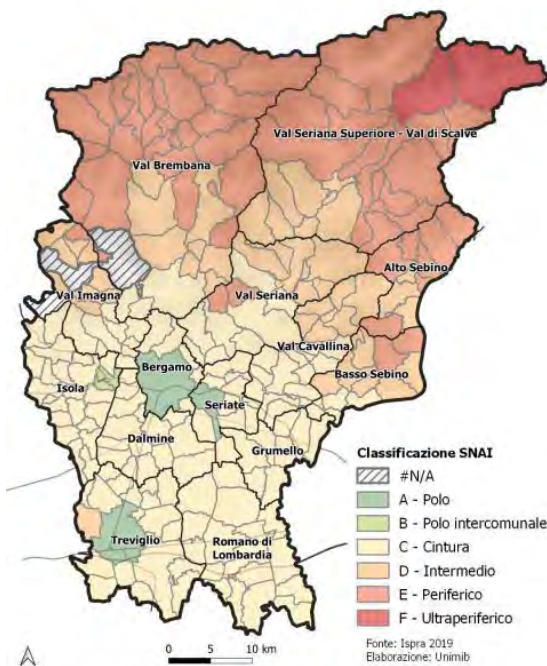 Val Seriana Superiore - Val di Scalve
Val Brembana
Alto Sebino
Val Imagna
Val Seriana
Val Cavallina
Bergamo
Basso Sebino
Isola
Seriate
Dalmine
Grumello
Treviglio
Romano di
Lombardia
Classificazione SNAI
#N/A
A - Polo
B - Polo intercomunale
C - Cintura
D - Intermedio
E - Periferico
F - Ultraperiferico
Fonte: Ispra 2019
Elaborazione: Unimib
0 5 10 km